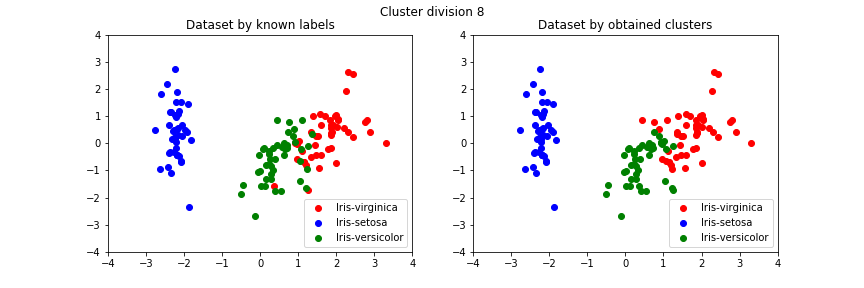 Cluster division 8
Dataset by known labels
4
3
2
1
0
−1
−2
−3
−4
−4 −3 −2 −1 0 1 2 3 4
Iris-virginica
Iris-setosa
Iris-versicolor
Dataset by obtained clusters
4
3
2
1
0
−1
−2
−3
−4
−4 −3 −2 −1 0 1 2 3 4
Iris-virginica
Iris-setosa
Iris-versicolor